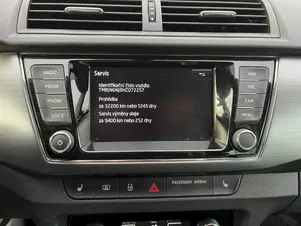 Servis
Identifikační číslo vozidla:
Prohlídka
za 32200 km nebo 1245 dny
Servis výměny oleje
za 9400 km nebo 252 dny
RADIO
MEDIA
PHONE
VOICE
NAV
CAR
MENU
PASSENGER AIRBAG